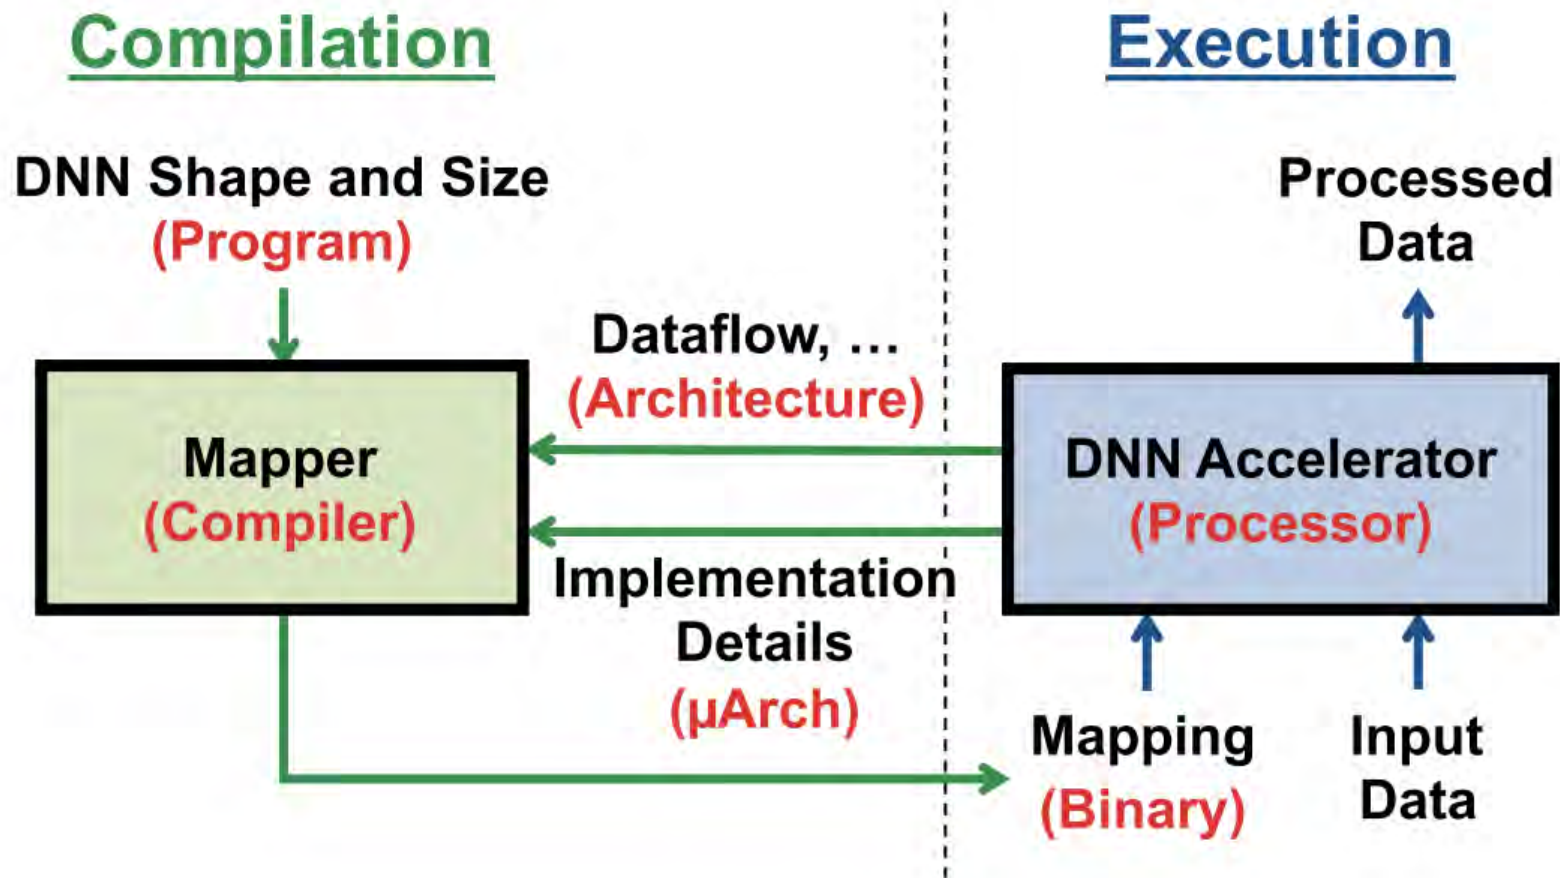 Compilation
Execution
DNN Shape and Size
(Program)
Processed
Data
Dataflow, …
(Architecture)
Mapper
(Compiler)
DNN Accelerator
(Processor)
Implementation
Details
(μArch)
Mapping
(Binary)
Input
Data